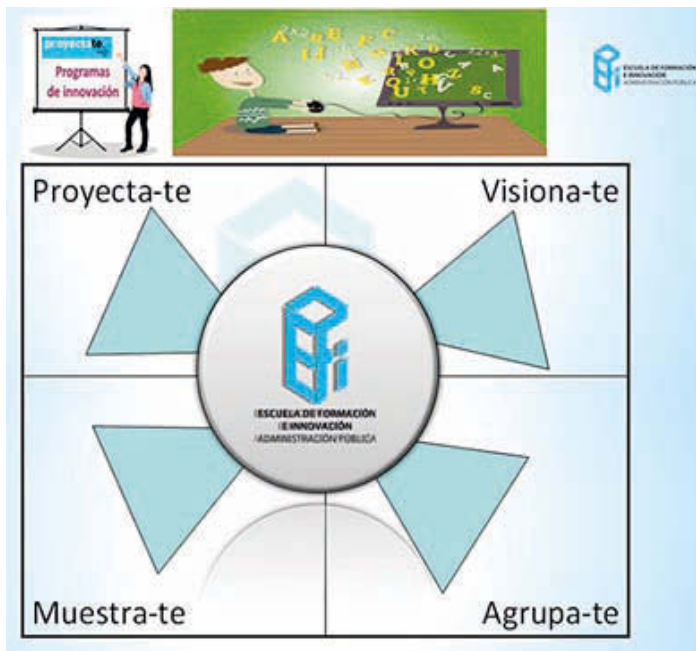 proyectate
Programas
de innovación
ESCUELA DE FORMACIÓN
E INNOVACIÓN
ADMINISTRACIÓN PÚBLICA
Proyecta-te
Visiona-te
ESCUELA DE FORMACIÓN
E INNOVACIÓN
ADMINISTRACIÓN PÚBLICA
Muestra-te
Agrupa-te